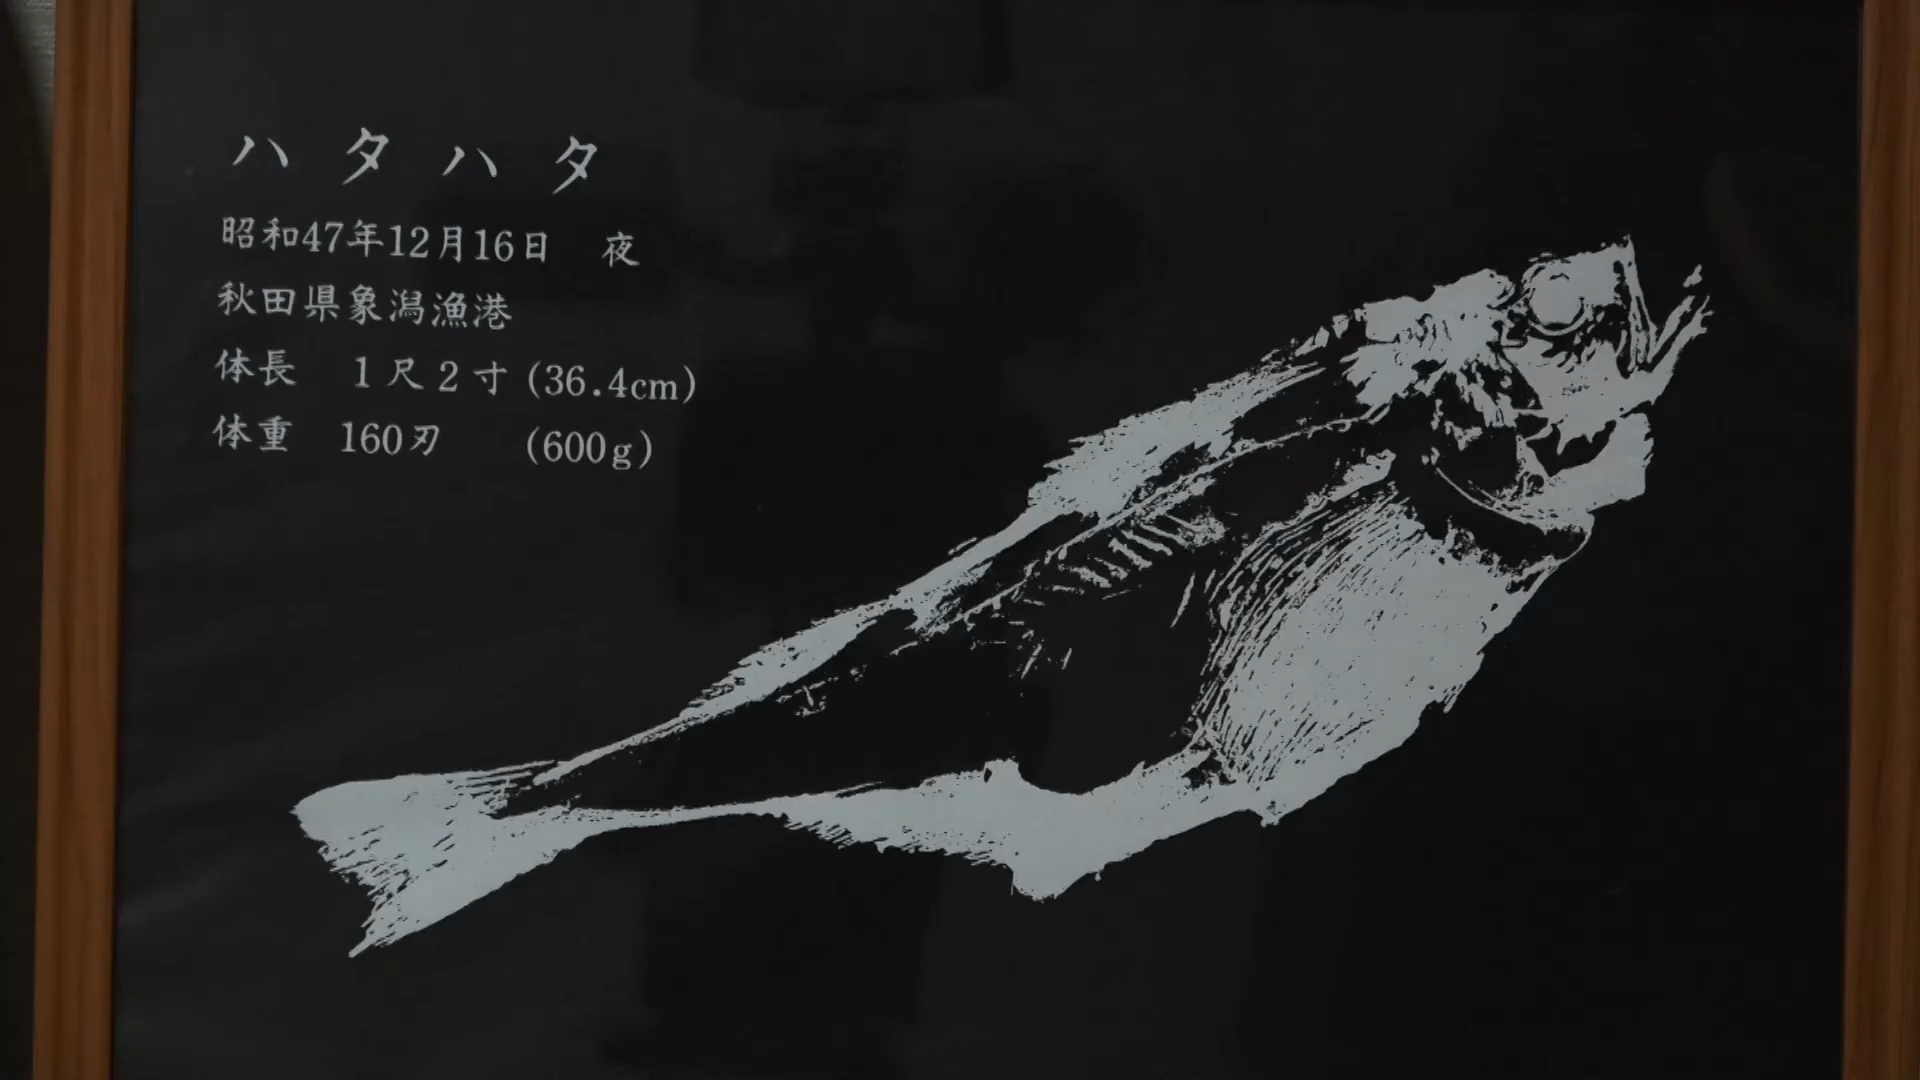 ハタハタ
昭和47年12月16日 夜
秋田県象潟漁港
体長 1尺2寸(36.4cm)
体重 160刃 (600g)